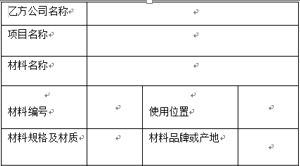 乙方公司名称
项目名称
材料名称
材料编号 使用位置
材料规格及材质 材料品牌或产地